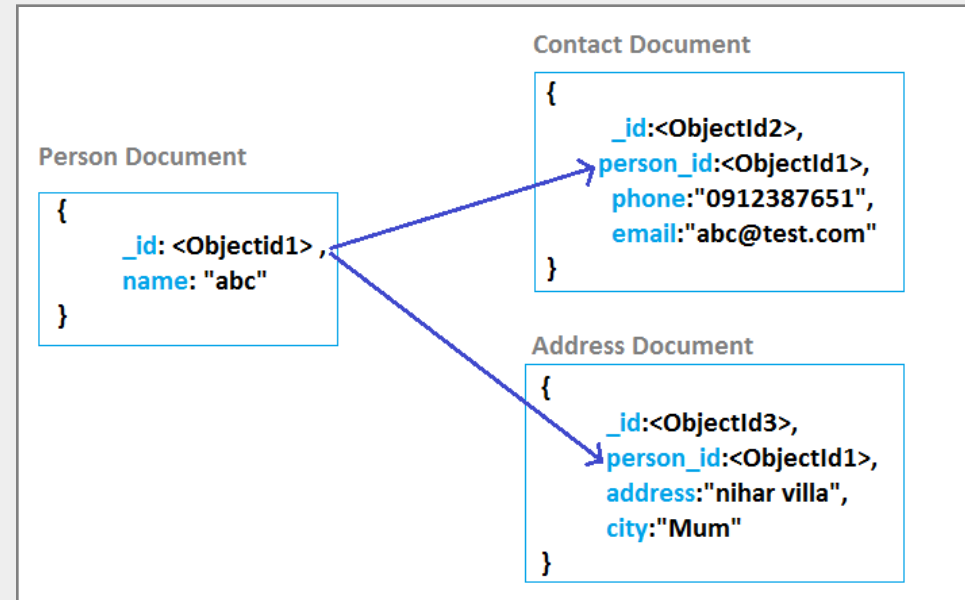 Person Document
{
_id: <Objectid1> ,
name: "abc"
}
Contact Document
{
_id:<ObjectId2>,
person_id:<ObjectId1>,
phone:"0912387651",
email:"abc@test.com"
}
Address Document
{
_id:<ObjectId3>,
person_id:<ObjectId1>,
address:"nihar villa",
city:"Mum"
}